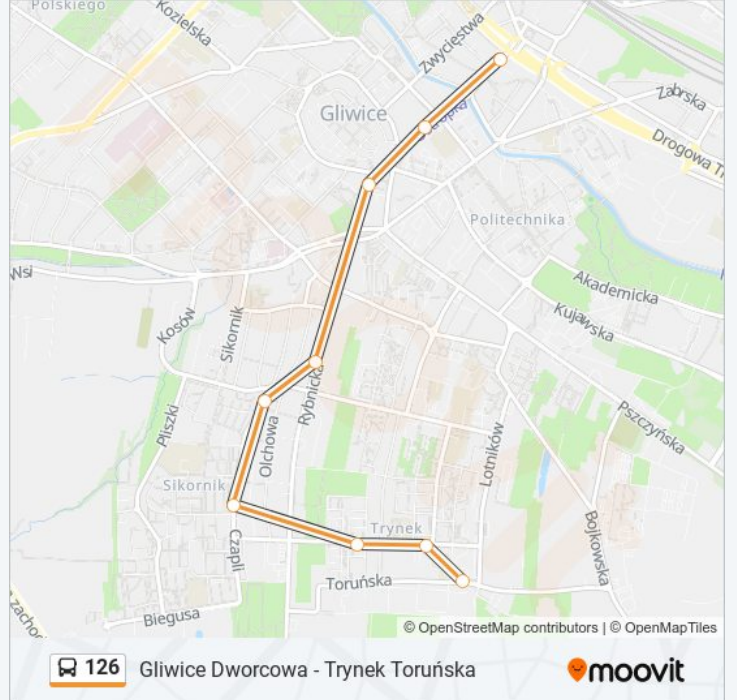 Polskiego
Kozielska
Zwycięstwa
Zabrska
Gliwice
Drogowa T
Politechnika
Wsi
Akademicka
Kujawska
Kosów
Sikornik
Rybnicka
Pliszki
Olchowa
Pszczyńska
Lotników
Sikornik
Trynek
Bojkowska
Czapli
Toruńska
Biegusa
© OpenStreetMap contributors | © OpenMapTiles
126 Gliwice Dworcowa - Trynek Toruńska
moovit